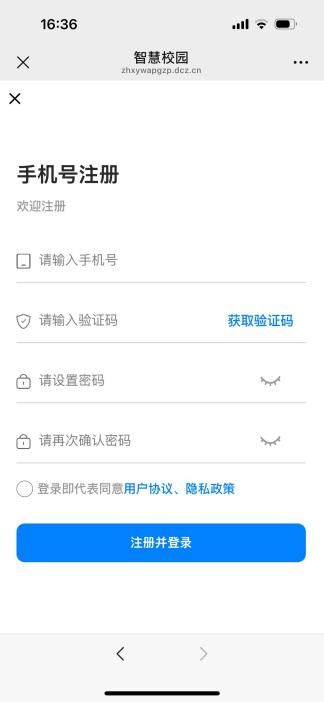 16:36
智慧校园
zhxywapgzp.dcz.cn
手机号注册
欢迎注册
请输入手机号
请输入验证码 获取验证码
请设置密码
请再次确认密码
登录即代表同意用户协议、隐私政策
注册并登录